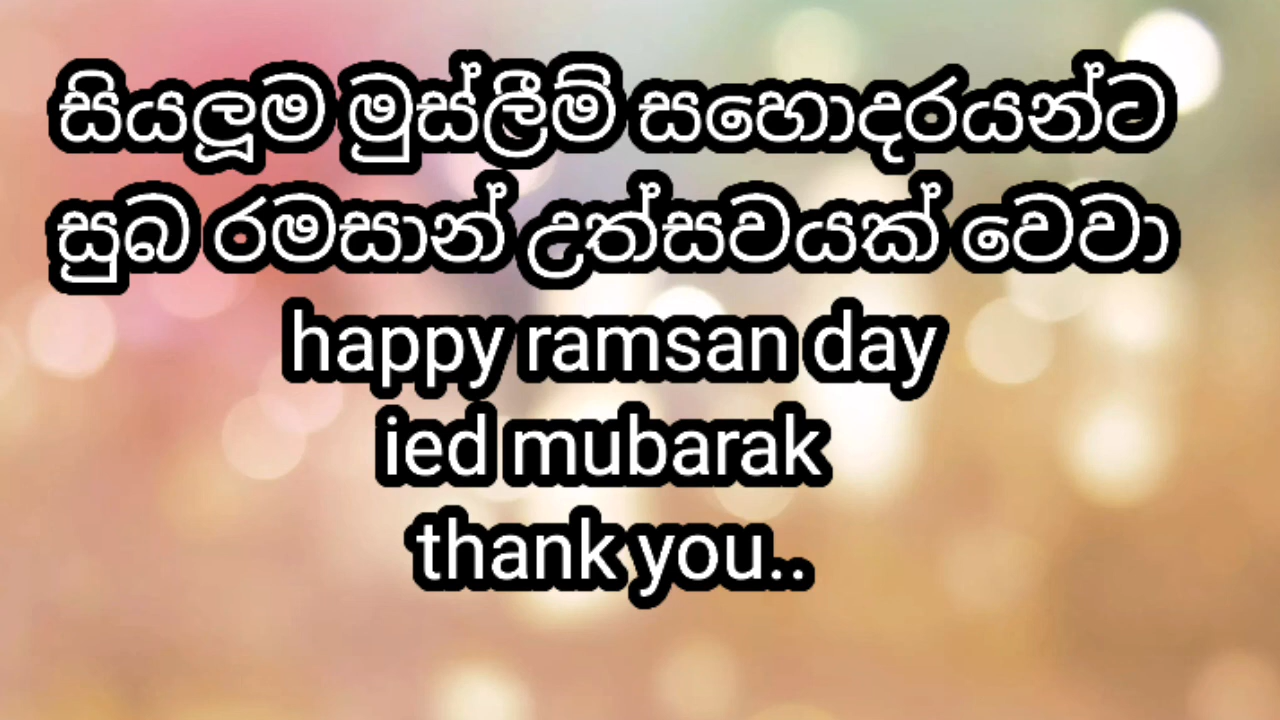 සියලූම මුස්ලීම් සහොදරයන්ට
සුබ රමසාන් උත්සවයක් වෙවා
happy ramsan day
ied mubarak
thank you..